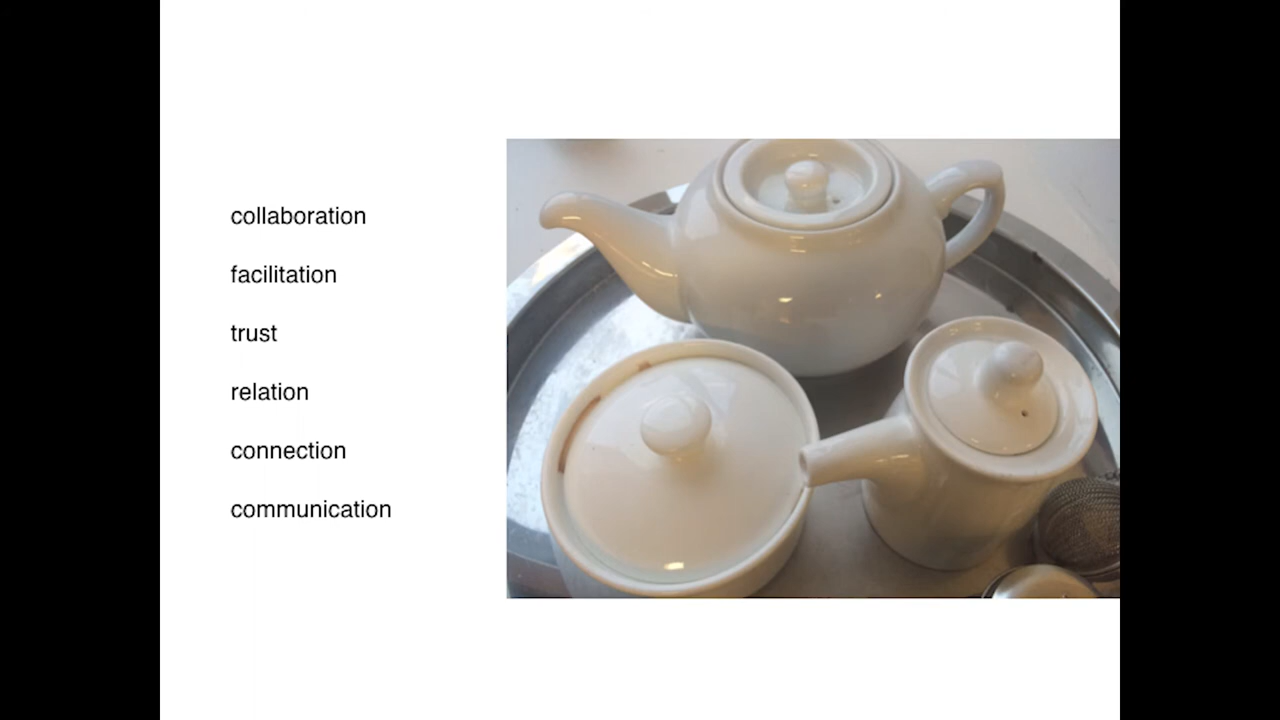 collaboration
facilitation
trust
relation
connection
communication